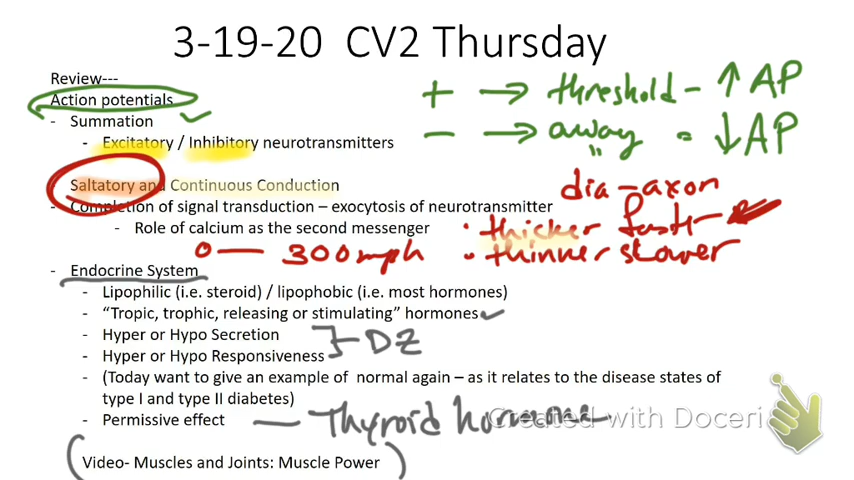 3-19-20 CV2 Thursday
Review---
Action potentials
+ → threshold - ↑ AP
- Summation
- → away = ↓ AP
"
- Excitatory / Inhibitory neurotransmitters
Saltatory and Continuous Conduction
dia - axon
- Completion of signal transduction – exocytosis of neurotransmitter
- Role of calcium as the second messenger
• thicker faster ←
0 — 300mph
• thinner slower
- Endocrine System
- Lipophilic (i.e. steroid) / lipophobic (i.e. most hormones)
- “Tropic, trophic, releasing or stimulating” hormones
- Hyper or Hypo Secretion
- Hyper or Hypo Responsiveness
} - DZ
- (Today want to give an example of normal again – as it relates to the disease states of
type I and type II diabetes)
- Permissive effect — Thyroid hormone
Created with Doceri
(Video- Muscles and Joints: Muscle Power)